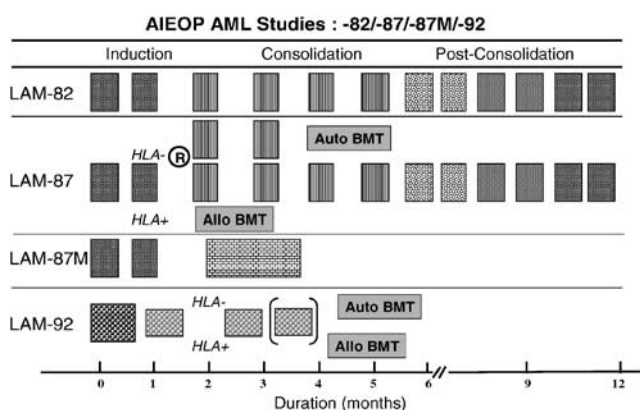 AIEOP AML Studies : -82/-87/-87M/-92
Induction Consolidation Post-Consolidation
LAM-82
Auto BMT
HLA- R
LAM-87
HLA+ Allo BMT
LAM-87M
HLA- Auto BMT
LAM-92
HLA+ Allo BMT
0 1 2 3 4 5 6 9 12
Duration (months)